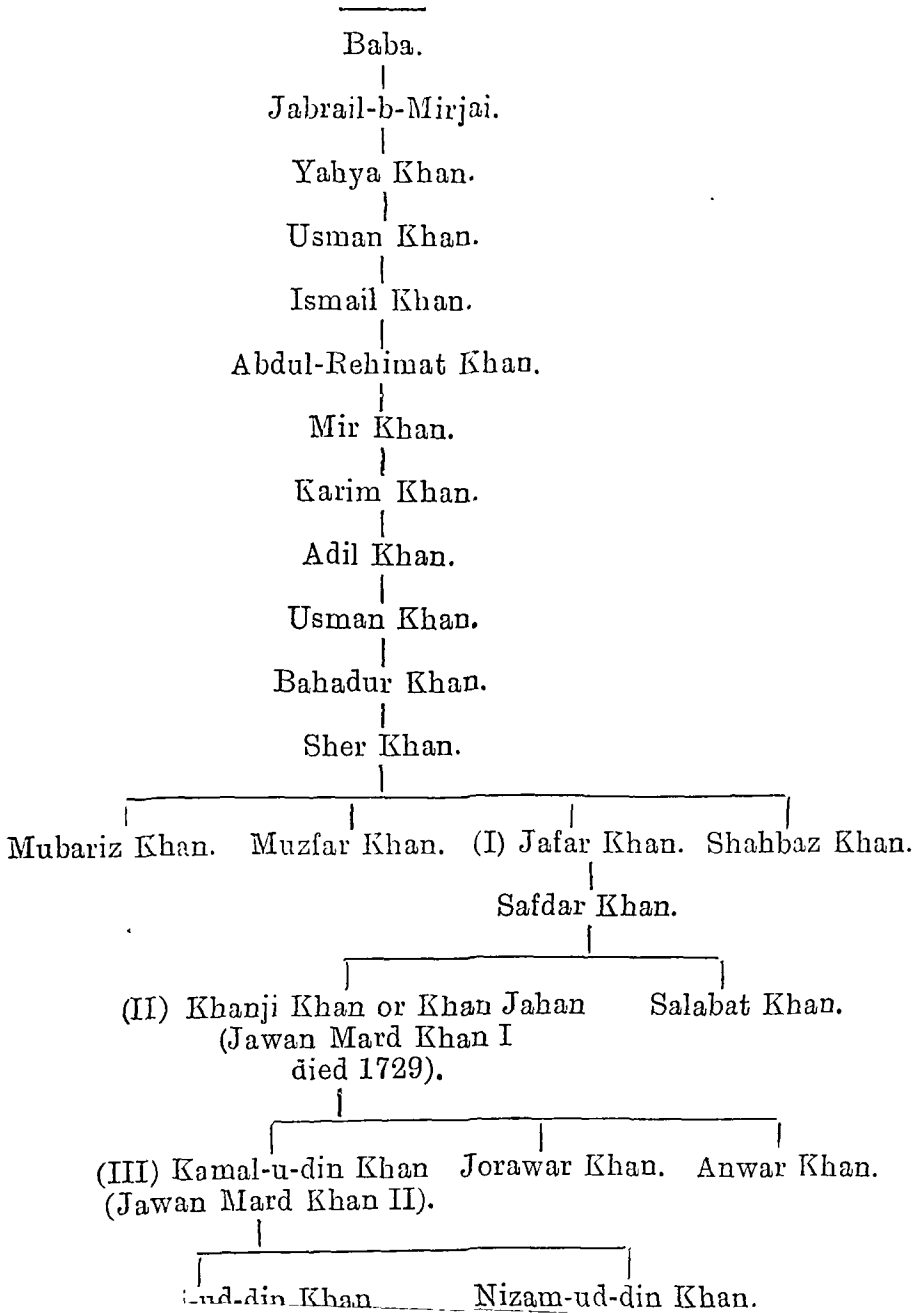 Baba.
Jabrail-b-Mirjai.
Yahya Khan.
Usman Khan.
Ismail Khan.
Abdul-Rehimat Khan.
Mir Khan.
Karim Khan.
Adil Khan.
Usman Khan.
Bahadur Khan.
Sher Khan.
Mubariz Khan. Muzfar Khan. (I) Jafar Khan. Shahbaz Khan.
Safdar Khan.
(II) Khanji Khan or Khan Jahan Salabat Khan.
(Jawan Mard Khan I
died 1729).
(III) Kamal-u-din Khan Jorawar Khan. Anwar Khan.
(Jawan Mard Khan II).
-ud-din Khan Nizam-ud-din Khan.